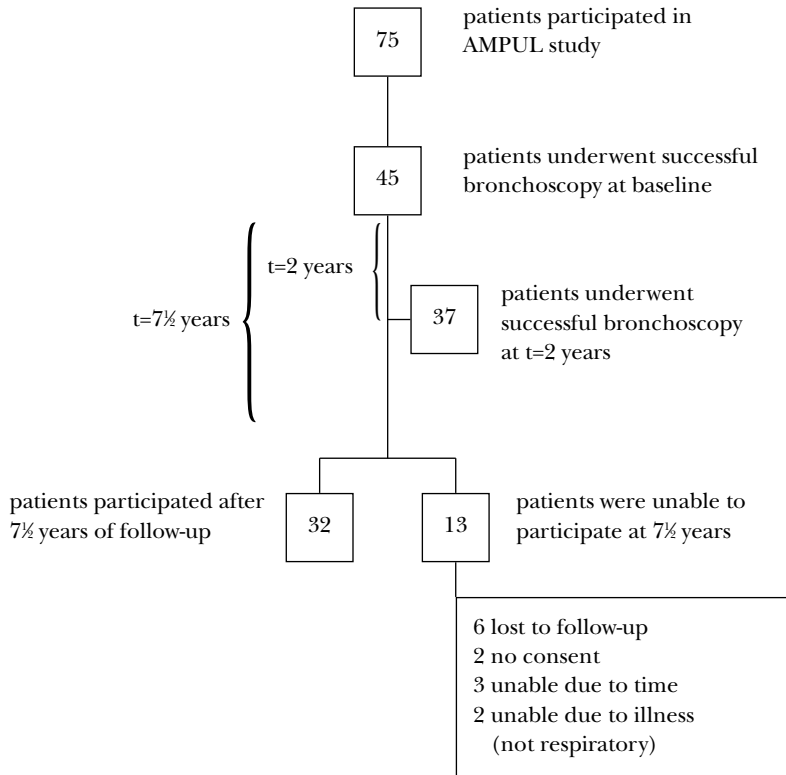 75
patients participated in
AMPUL study
45
patients underwent successful
bronchoscopy at baseline
t=2 years
t=7½ years
37
patients underwent
successful bronchoscopy
at t=2 years
patients participated after
7½ years of follow-up
32
13
patients were unable to
participate at 7½ years
6 lost to follow-up
2 no consent
3 unable due to time
2 unable due to illness
(not respiratory)